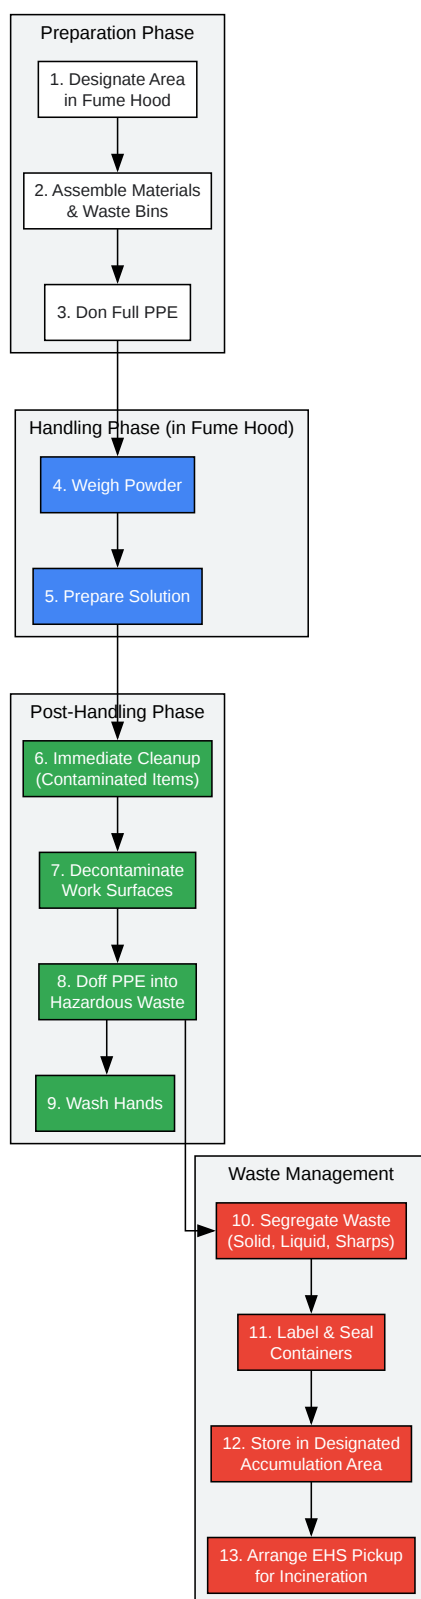 Preparation Phase
1. Designate Area
in Fume Hood
2. Assemble Materials
& Waste Bins
3. Don Full PPE
Handling Phase (in Fume Hood)
4. Weigh Powder
5. Prepare Solution
Post-Handling Phase
6. Immediate Cleanup
(Contaminated Items)
7. Decontaminate
Work Surfaces
8. Doff PPE into
Hazardous Waste
9. Wash Hands
Waste Management
10. Segregate Waste
(Solid, Liquid, Sharps)
11. Label & Seal
Containers
12. Store in Designated
Accumulation Area
13. Arrange EHS Pickup
for Incineration